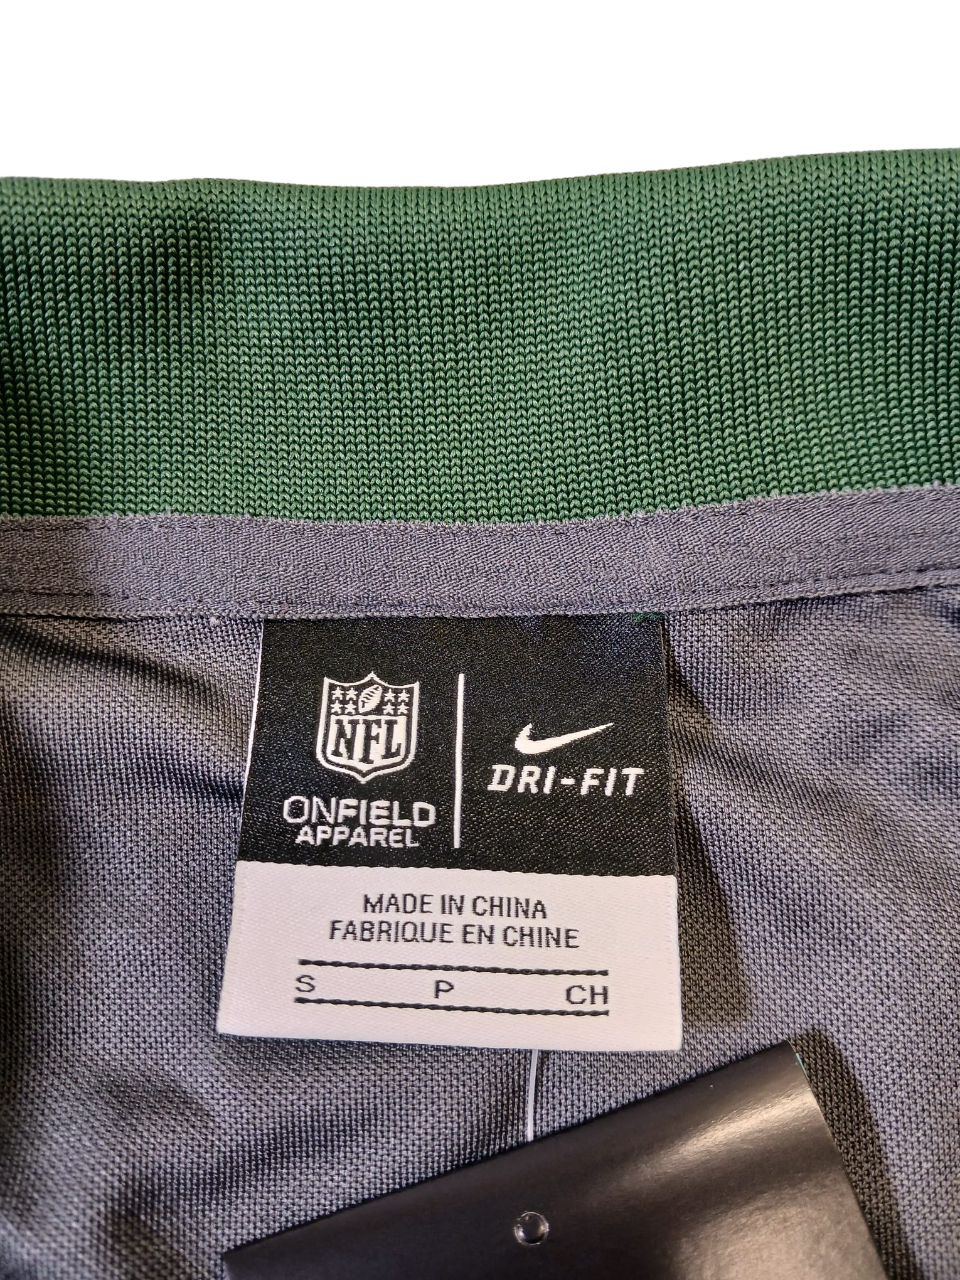 NFL
ONFIELD
APPAREL
DRI-FIT
MADE IN CHINA
FABRIQUE EN CHINE
S P CH